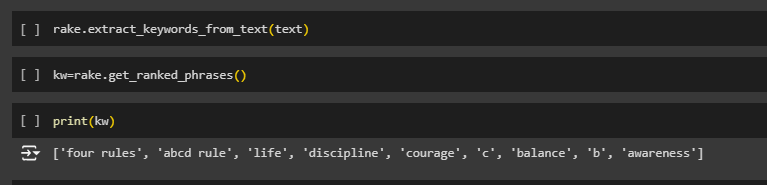 [ ] rake.extract_keywords_from_text(text)
[ ] kw=rake.get_ranked_phrases()
[ ] print(kw)
['four rules', 'abcd rule', 'life', 'discipline', 'courage', 'c', 'balance', 'b', 'awareness']